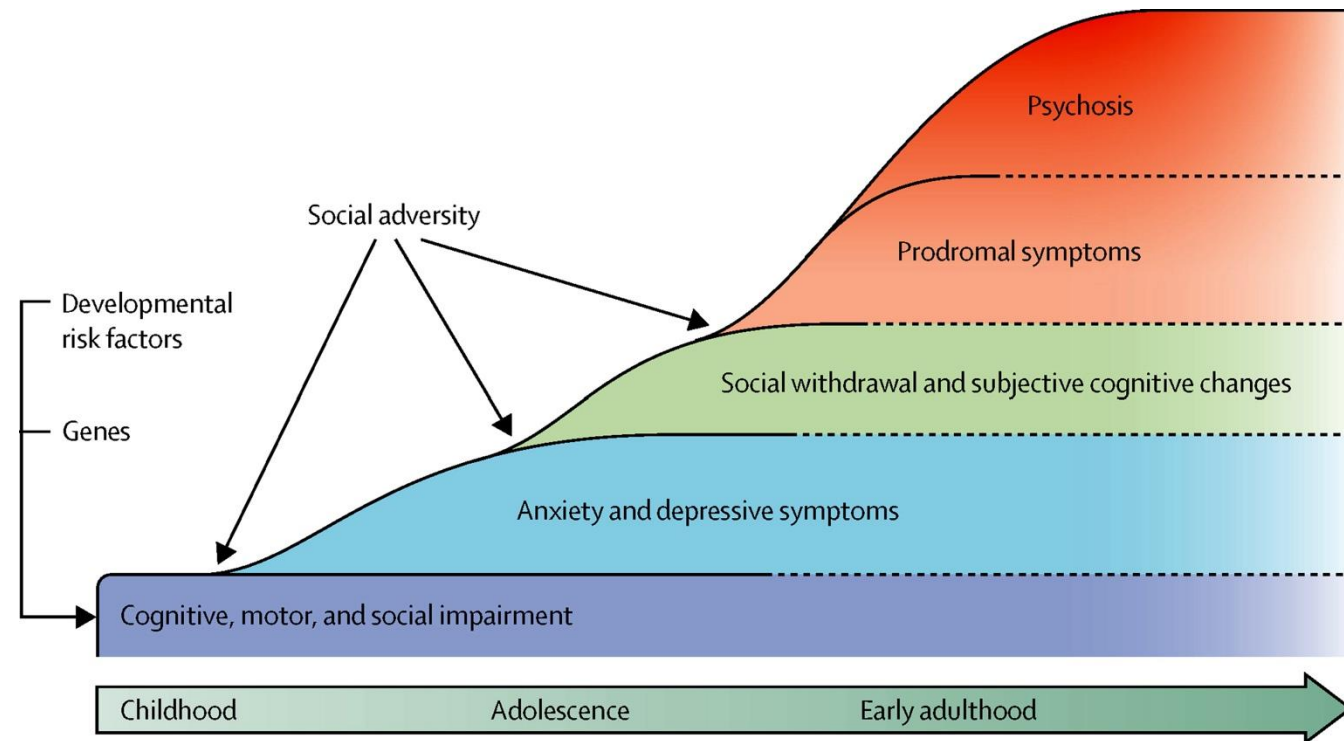 Psychosis
Social adversity
Prodromal symptoms
Developmental
risk factors
Social withdrawal and subjective cognitive changes
Genes
Anxiety and depressive symptoms
Cognitive, motor, and social impairment
Childhood
Adolescence
Early adulthood